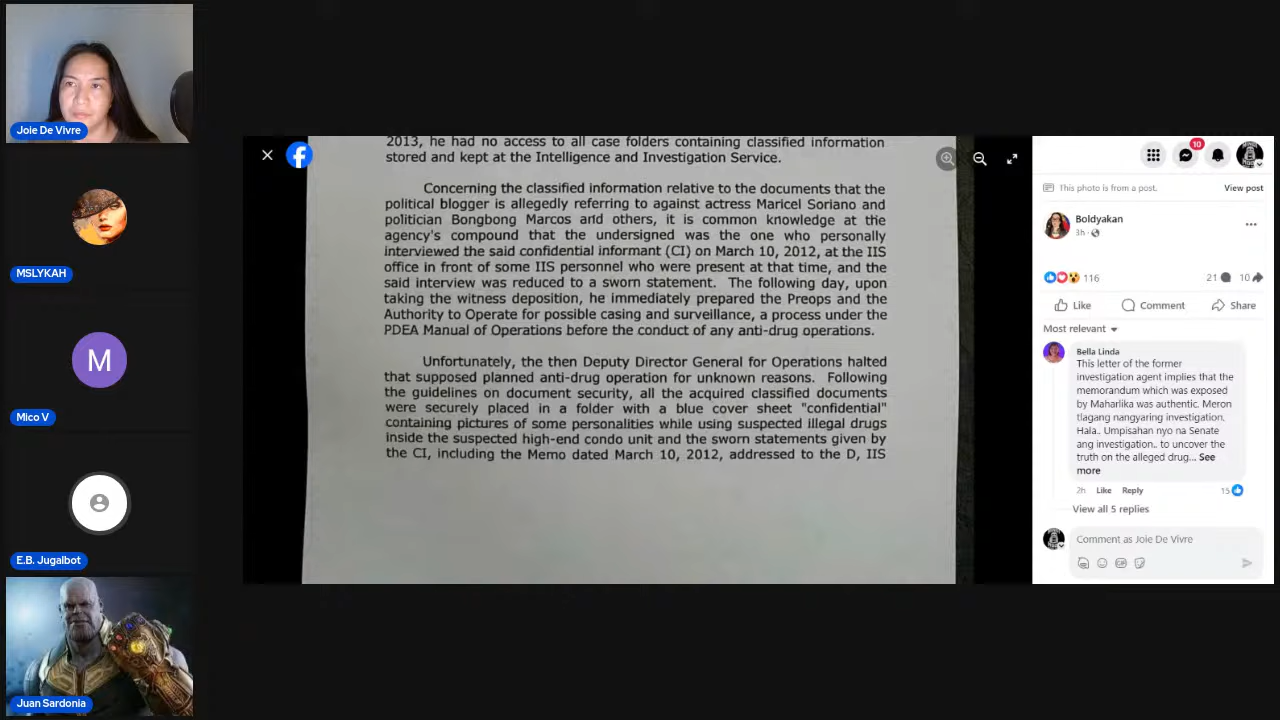 Joie De Vivre
MSLYKAH
M
Mico V
E.B. Jugalbot
Juan Sardonia
2013, he had no access to all case folders containing classified information
stored and kept at the Intelligence and Investigation Service.
Concerning the classified information relative to the documents that the
political blogger is allegedly referring to against actress Maricel Soriano and
politician Bongbong Marcos and others, it is common knowledge at the
agency's compound that the undersigned was the one who personally
interviewed the said confidential informant (CI) on March 10, 2012, at the IIS
office in front of some IIS personnel who were present at that time, and the
said interview was reduced to a sworn statement. The following day, upon
taking the witness deposition, he immediately prepared the Preops and the
Authority to Operate for possible casing and surveillance, a process under the
PDEA Manual of Operations before the conduct of any anti-drug operations.
Unfortunately, the then Deputy Director General for Operations halted
that supposed planned anti-drug operation for unknown reasons. Following
the guidelines on document security, all the acquired classified documents
were securely placed in a folder with a blue cover sheet "confidential"
containing pictures of some personalities while using suspected illegal drugs
inside the suspected high-end condo unit and the sworn statements given by
the CI, including the Memo dated March 10, 2012, addressed to the D, IIS
10
This photo is from a post.
View post
Boldyakan
3h
116
21
10
Like
Comment
Share
Most relevant
Bella Linda
This letter of the former
investigation agent implies that the
memorandum which was exposed
by Maharlika was authentic. Meron
tlagang nangyaring investigation.
Hala.. Umpisahan nyo na Senate
ang investigation.. to uncover the
truth on the alleged drug... See
more
2h Like Reply 15
View all 5 replies
Comment as Joie De Vivre
GIF